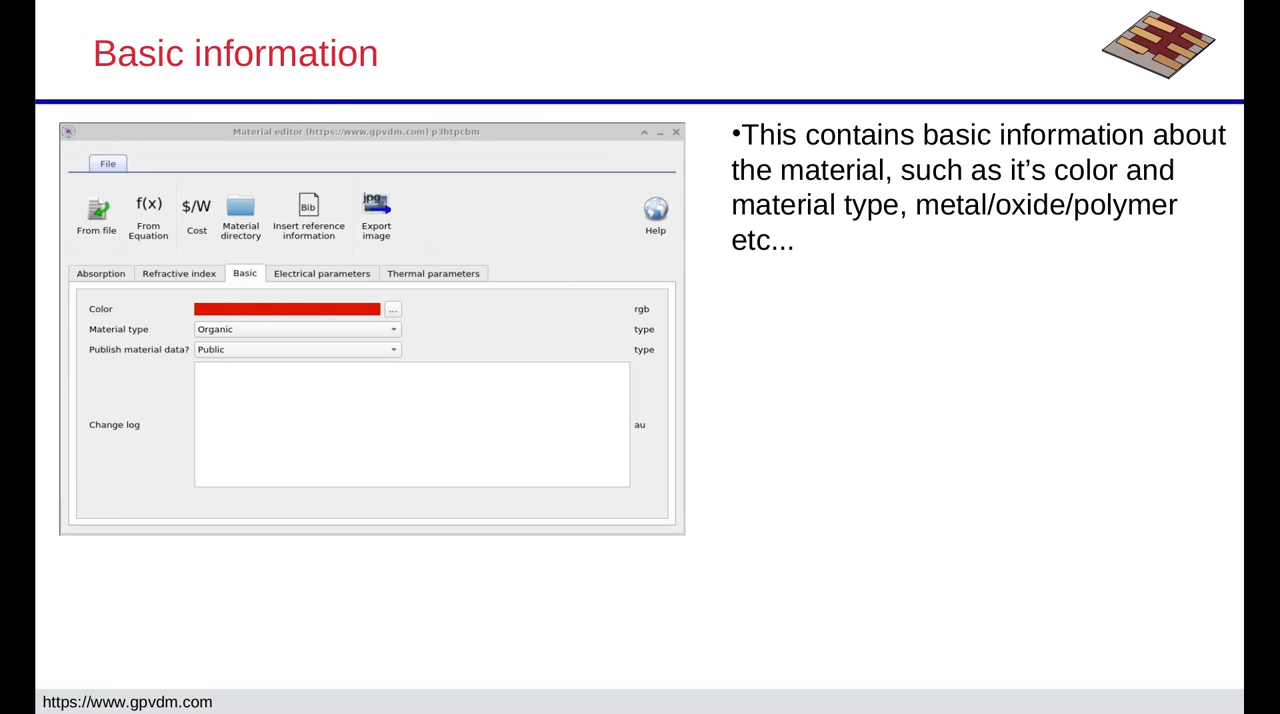 Basic information
Material editor (https://www.gpvdm.com) p3htpcbm
File
From file
f(x)
From
Equation
$/W
Cost
Material
directory
Bib
Insert reference
information
jpg
Export
image
Help
Absorption Refractive index Basic Electrical parameters Thermal parameters
Color ... rgb
Material type Organic type
Publish material data? Public type
Change log au
•This contains basic information about
the material, such as it’s color and
material type, metal/oxide/polymer
etc...
https://www.gpvdm.com